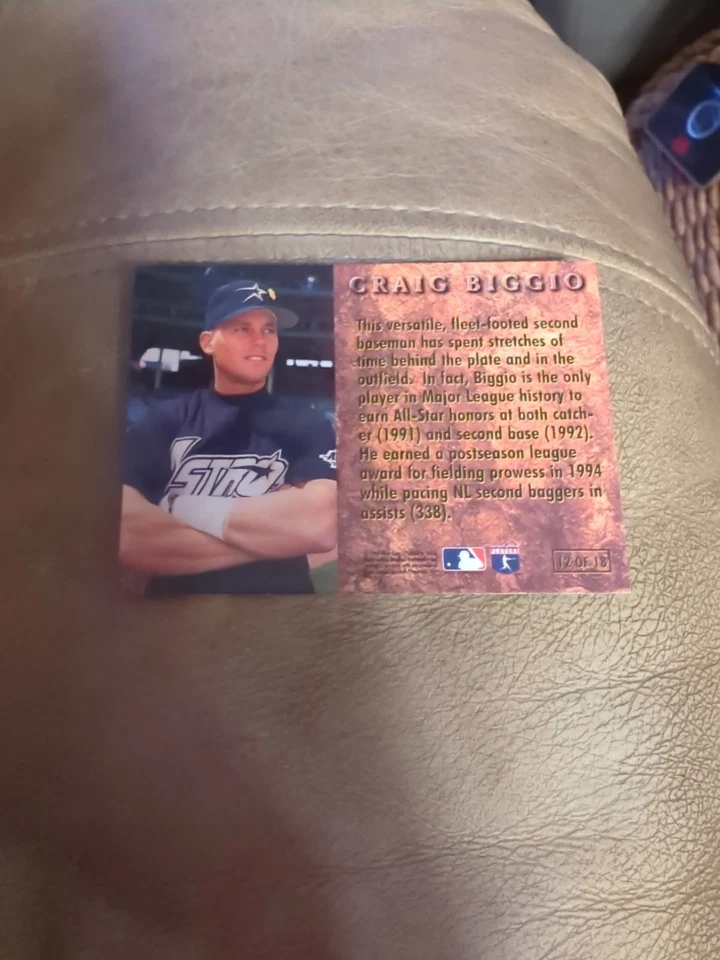 CRAIG BIGGIO
This versatile, fleet-footed second
baseman has spent stretches of
time behind the plate and in the
outfield. In fact, Biggio is the only
player in Major League history to
earn All-Star honors at both catch-
er (1991) and second base (1992).
He earned a postseason league
award for fielding prowess in 1994
while pacing NL second baggers in
assists (338).
12 OF 18